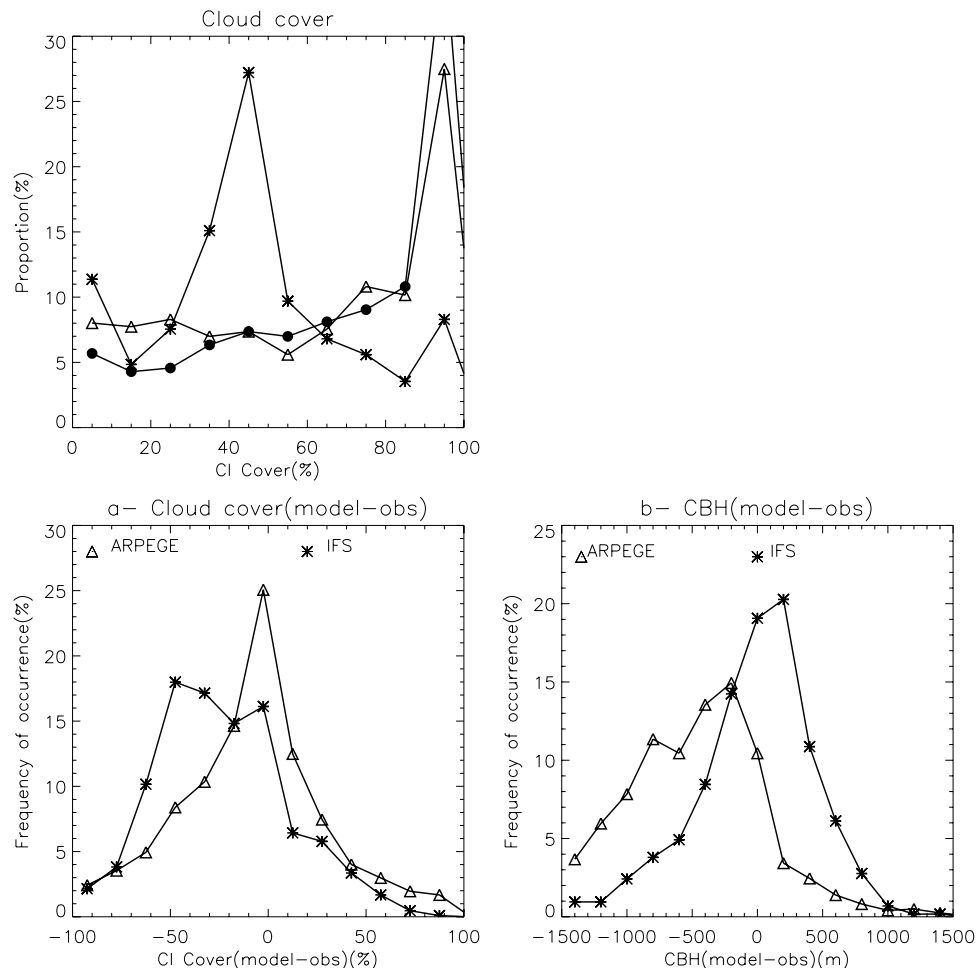 Cloud cover
30
25
20
15
10
5
0
Proportion(%)
0 20 40 60 80 100
CI Cover(%)
a- Cloud cover(model-obs)
30
25
20
15
10
5
0
Frequency of occurrence(%)
ARPEGE IFS
-100 -50 0 50 100
CI Cover(model-obs)(%)
b- CBH(model-obs)
25
20
15
10
5
0
Frequency of occurrence(%)
ARPEGE IFS
-1500 -1000 -500 0 500 1000 1500
CBH(model-obs)(m)